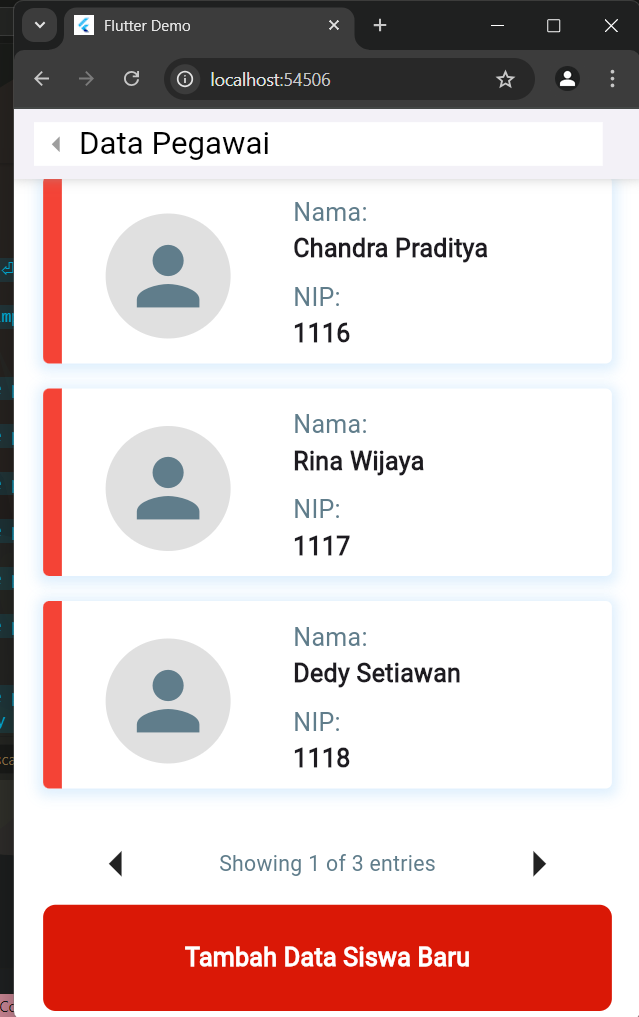 Flutter Demo
localhost:54506
Data Pegawai
Nama:
Chandra Praditya
NIP:
1116
Nama:
Rina Wijaya
NIP:
1117
Nama:
Dedy Setiawan
NIP:
1118
Showing 1 of 3 entries
Tambah Data Siswa Baru